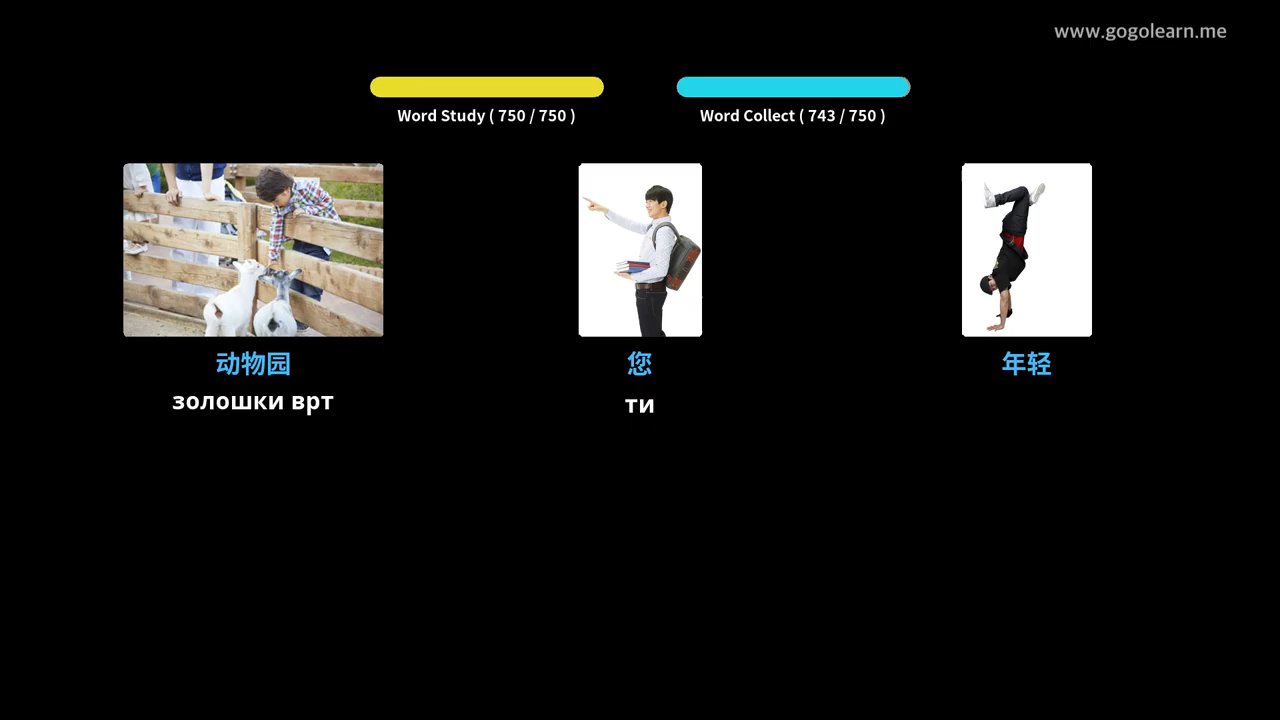 www.gogolearn.me
Word Study ( 750 / 750 )
Word Collect ( 743 / 750 )
动物园
您
年轻
золошки врт
ти